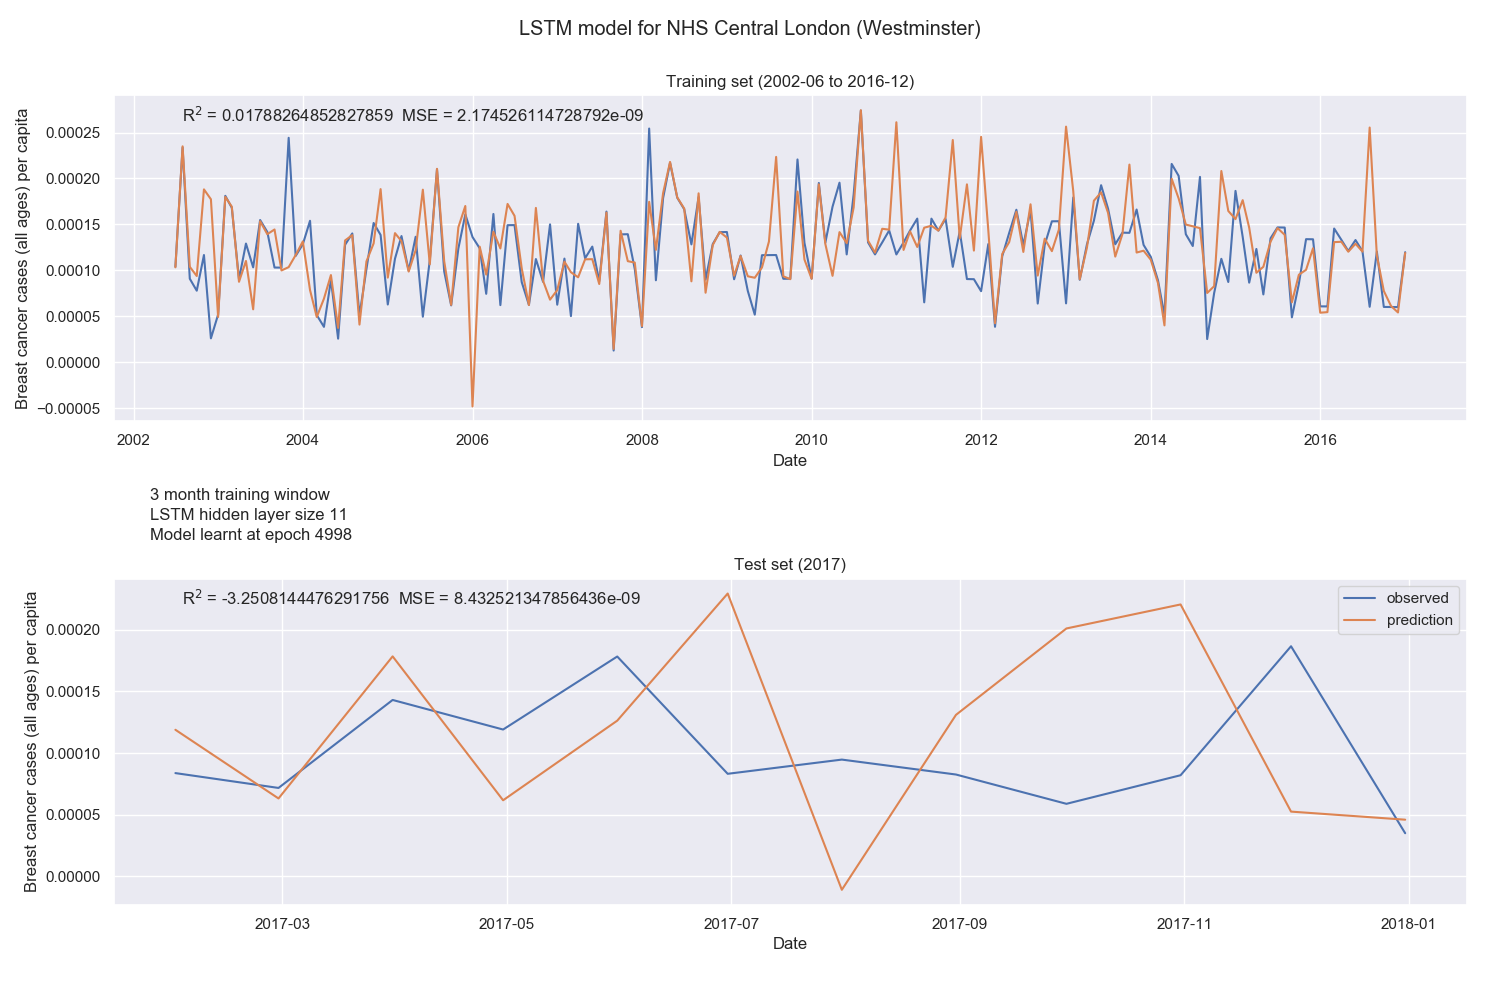 LSTM model for NHS Central London (Westminster)
Training set (2002-06 to 2016-12)
R² = 0.01788264852827859  MSE = 2.174526114728792e-09
Breast cancer cases (all ages) per capita
0.00025
0.00020
0.00015
0.00010
0.00005
0.00000
−0.00005
2002 2004 2006 2008 2010 2012 2014 2016
Date
3 month training window
LSTM hidden layer size 11
Model learnt at epoch 4998
Test set (2017)
R² = -3.2508144476291756  MSE = 8.432521347856436e-09
observed
prediction
Breast cancer cases (all ages) per capita
0.00020
0.00015
0.00010
0.00005
0.00000
2017-03 2017-05 2017-07 2017-09 2017-11 2018-01
Date